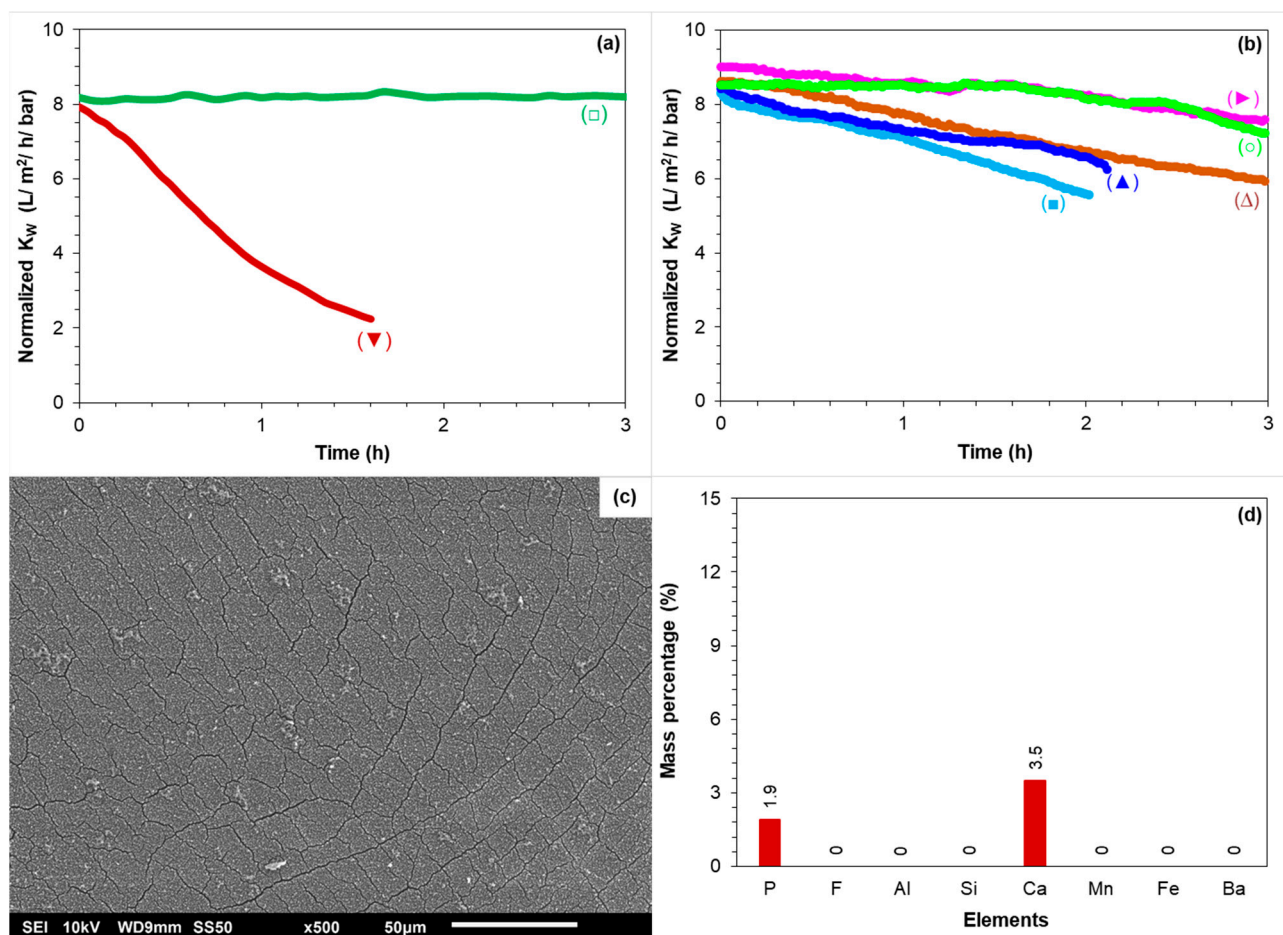 (a)
Normalized K_W (L/ m²/ h/ bar)
10
8
6
4
2
0
(□)
(▼)
0 1 2 3
Time (h)
(b)
Normalized K_W (L/ m²/ h/ bar)
10
8
6
4
2
0
(►)
(○)
(▲)
(■)
(Δ)
0 1 2 3
Time (h)
(c)
SEI 10kV WD9mm SS50 x500 50µm
(d)
Mass percentage (%)
15
12
9
6
3
0
1.9 0 0 0 3.5 0 0 0
P F Al Si Ca Mn Fe Ba
Elements